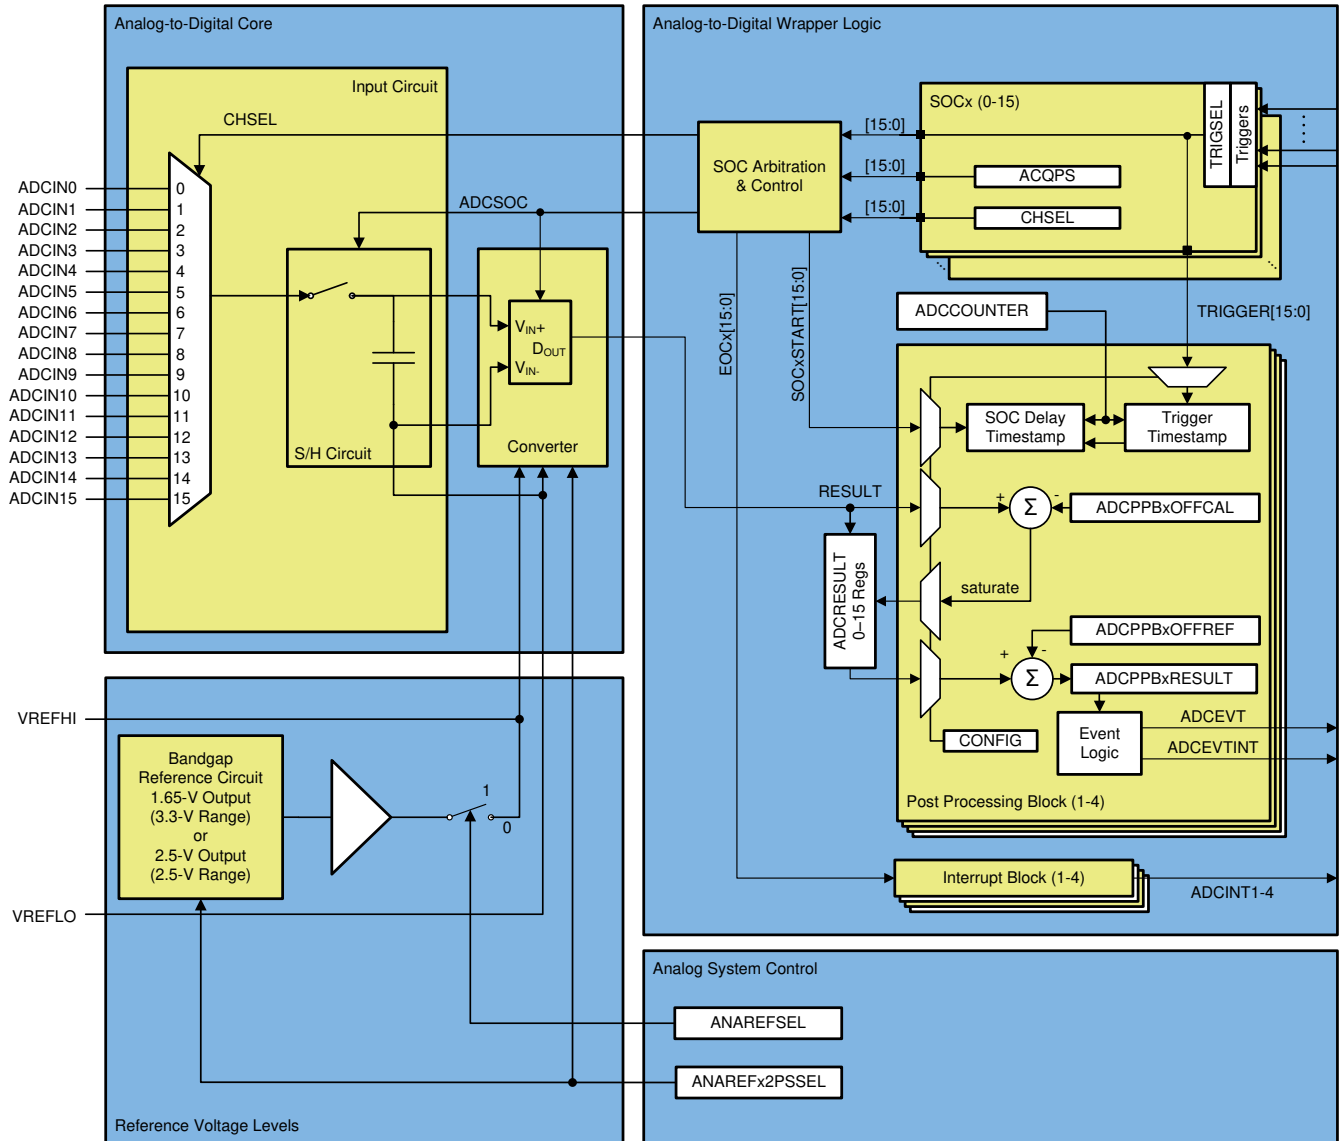 Analog-to-Digital Core
Input Circuit
CHSEL
ADCIN0 0
ADCIN1 1
ADCIN2 2
ADCIN3 3
ADCIN4 4
ADCIN5 5
ADCIN6 6
ADCIN7 7
ADCIN8 8
ADCIN9 9
ADCIN10 10
ADCIN11 11
ADCIN12 12
ADCIN13 13
ADCIN14 14
ADCIN15 15
ADCSOC
S/H Circuit
VIN+
DOUT
VIN-
Converter
Analog-to-Digital Wrapper Logic
SOC Arbitration
& Control
[15:0]
[15:0]
[15:0]
SOCx (0-15)
TRIGSEL
Triggers
ACQPS
CHSEL
EOCx[15:0]
SOCxSTART[15:0]
ADCCOUNTER
TRIGGER[15:0]
SOC Delay
Timestamp
Trigger
Timestamp
RESULT
+
Σ
-
ADCPPBxOFFCAL
ADCRESULT
0–15 Regs
saturate
ADCPPBxOFFREF
+
-
Σ
ADCPPBxRESULT
CONFIG
Event
Logic
ADCEVT
ADCEVTINT
Post Processing Block (1-4)
Interrupt Block (1-4)
ADCINT1-4
VREFHI
Bandgap
Reference Circuit
1.65-V Output
(3.3-V Range)
or
2.5-V Output
(2.5-V Range)
1
0
VREFLO
Reference Voltage Levels
Analog System Control
ANAREFSEL
ANAREFx2PSSEL